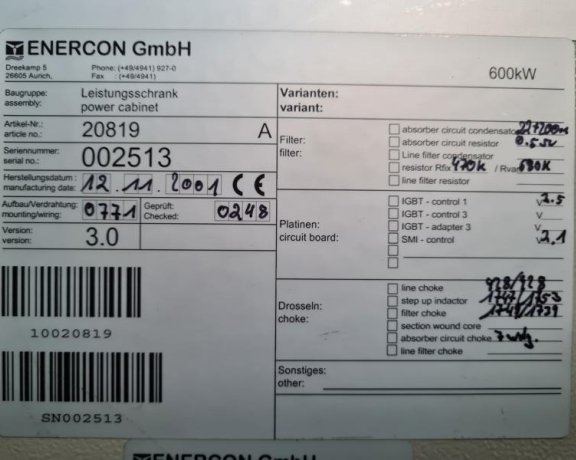 ENERCON GmbH
Dreekamp 5 Phone: (+49/4941) 927-0
26605 Aurich, Fax : (+49/4941)
600kW
Baugruppe: Leistungsschrank
assembly: power cabinet
Artikel-Nr.:
article no.: 20819 A
Seriennummer:
serial no.: 002513
Herstellungsdatum :
manufacturing date: 12.11.2001 CE
Aufbau/Verdrahtung: Geprüft:
mounting/wiring: 0771 Checked: 0248
Version:
version: 3.0
10020819
SN002513
Varianten:
variant:
Filter:
filter:
absorber circuit condensator
absorber circuit resistor
Line filter condensator
resistor Rfix 470k / Rvar 680k
line filter resistor
Platinen:
circuit board:
IGBT - control 1 V 2.5
IGBT - control 3 V
IGBT - adapter 3 V
SMI - control V 2.1
Drosseln:
choke:
line choke 928/928
step up indactor
filter choke
section wound core
absorber circuit choke
line filter choke
Sonstiges:
other:
ENERCON GmbH